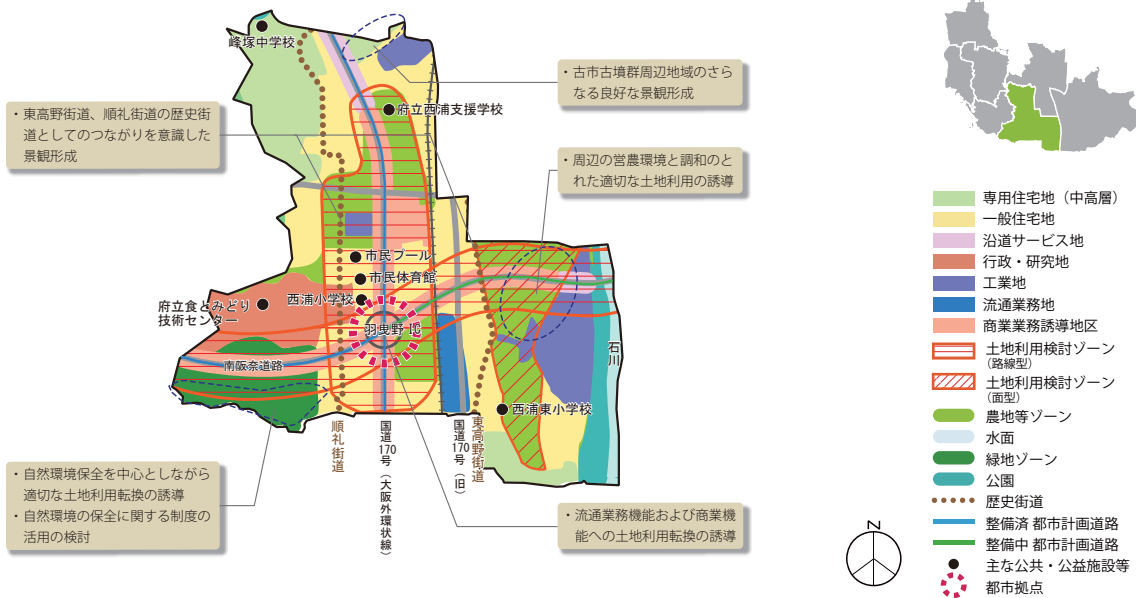 峰塚中学校
・古市古墳群周辺地域のさら
なる良好な景観形成
・東高野街道、順礼街道の歴史街
道としてのつながりを意識した
景観形成
府立西浦支援学校
・周辺の営農環境と調和のと
れた適切な土地利用の誘導
市民プール
市民体育館
西浦小学校
府立食とみどり
技術センター
羽曳野 IC
南阪奈道路
石川
西浦東小学校
順礼街道
国道170号（大阪外環状線）
国道170号（旧）
東高野街道
・自然環境保全を中心としながら
適切な土地利用転換の誘導
・自然環境の保全に関する制度の
活用の検討
・流通業務機能および商業機
能への土地利用転換の誘導
専用住宅地（中高層）
一般住宅地
沿道サービス地
行政・研究地
工業地
流通業務地
商業業務誘導地区
土地利用検討ゾーン
（路線型）
土地利用検討ゾーン
（面型）
農地等ゾーン
水面
緑地ゾーン
公園
歴史街道
整備済 都市計画道路
整備中 都市計画道路
主な公共・公益施設等
都市拠点
N